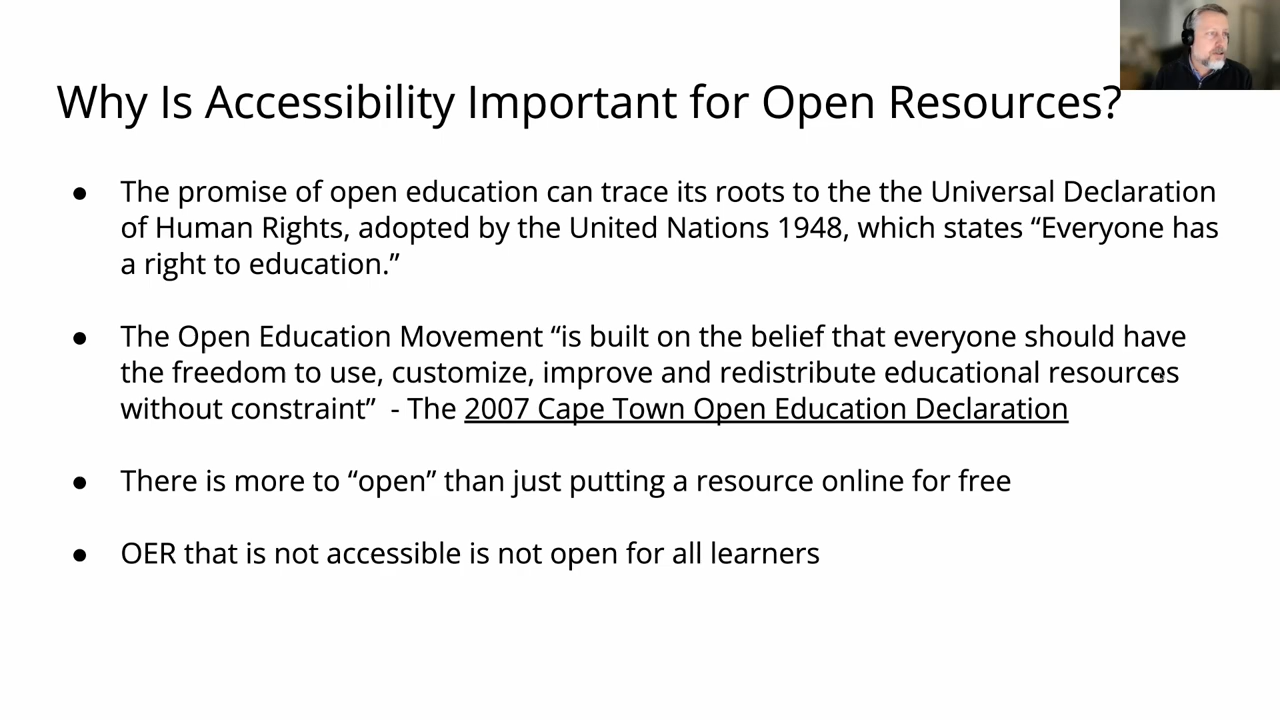 Why Is Accessibility Important for Open Resources?
● The promise of open education can trace its roots to the the Universal Declaration
of Human Rights, adopted by the United Nations 1948, which states “Everyone has
a right to education.”
● The Open Education Movement “is built on the belief that everyone should have
the freedom to use, customize, improve and redistribute educational resources
without constraint”  - The 2007 Cape Town Open Education Declaration
● There is more to “open” than just putting a resource online for free
● OER that is not accessible is not open for all learners